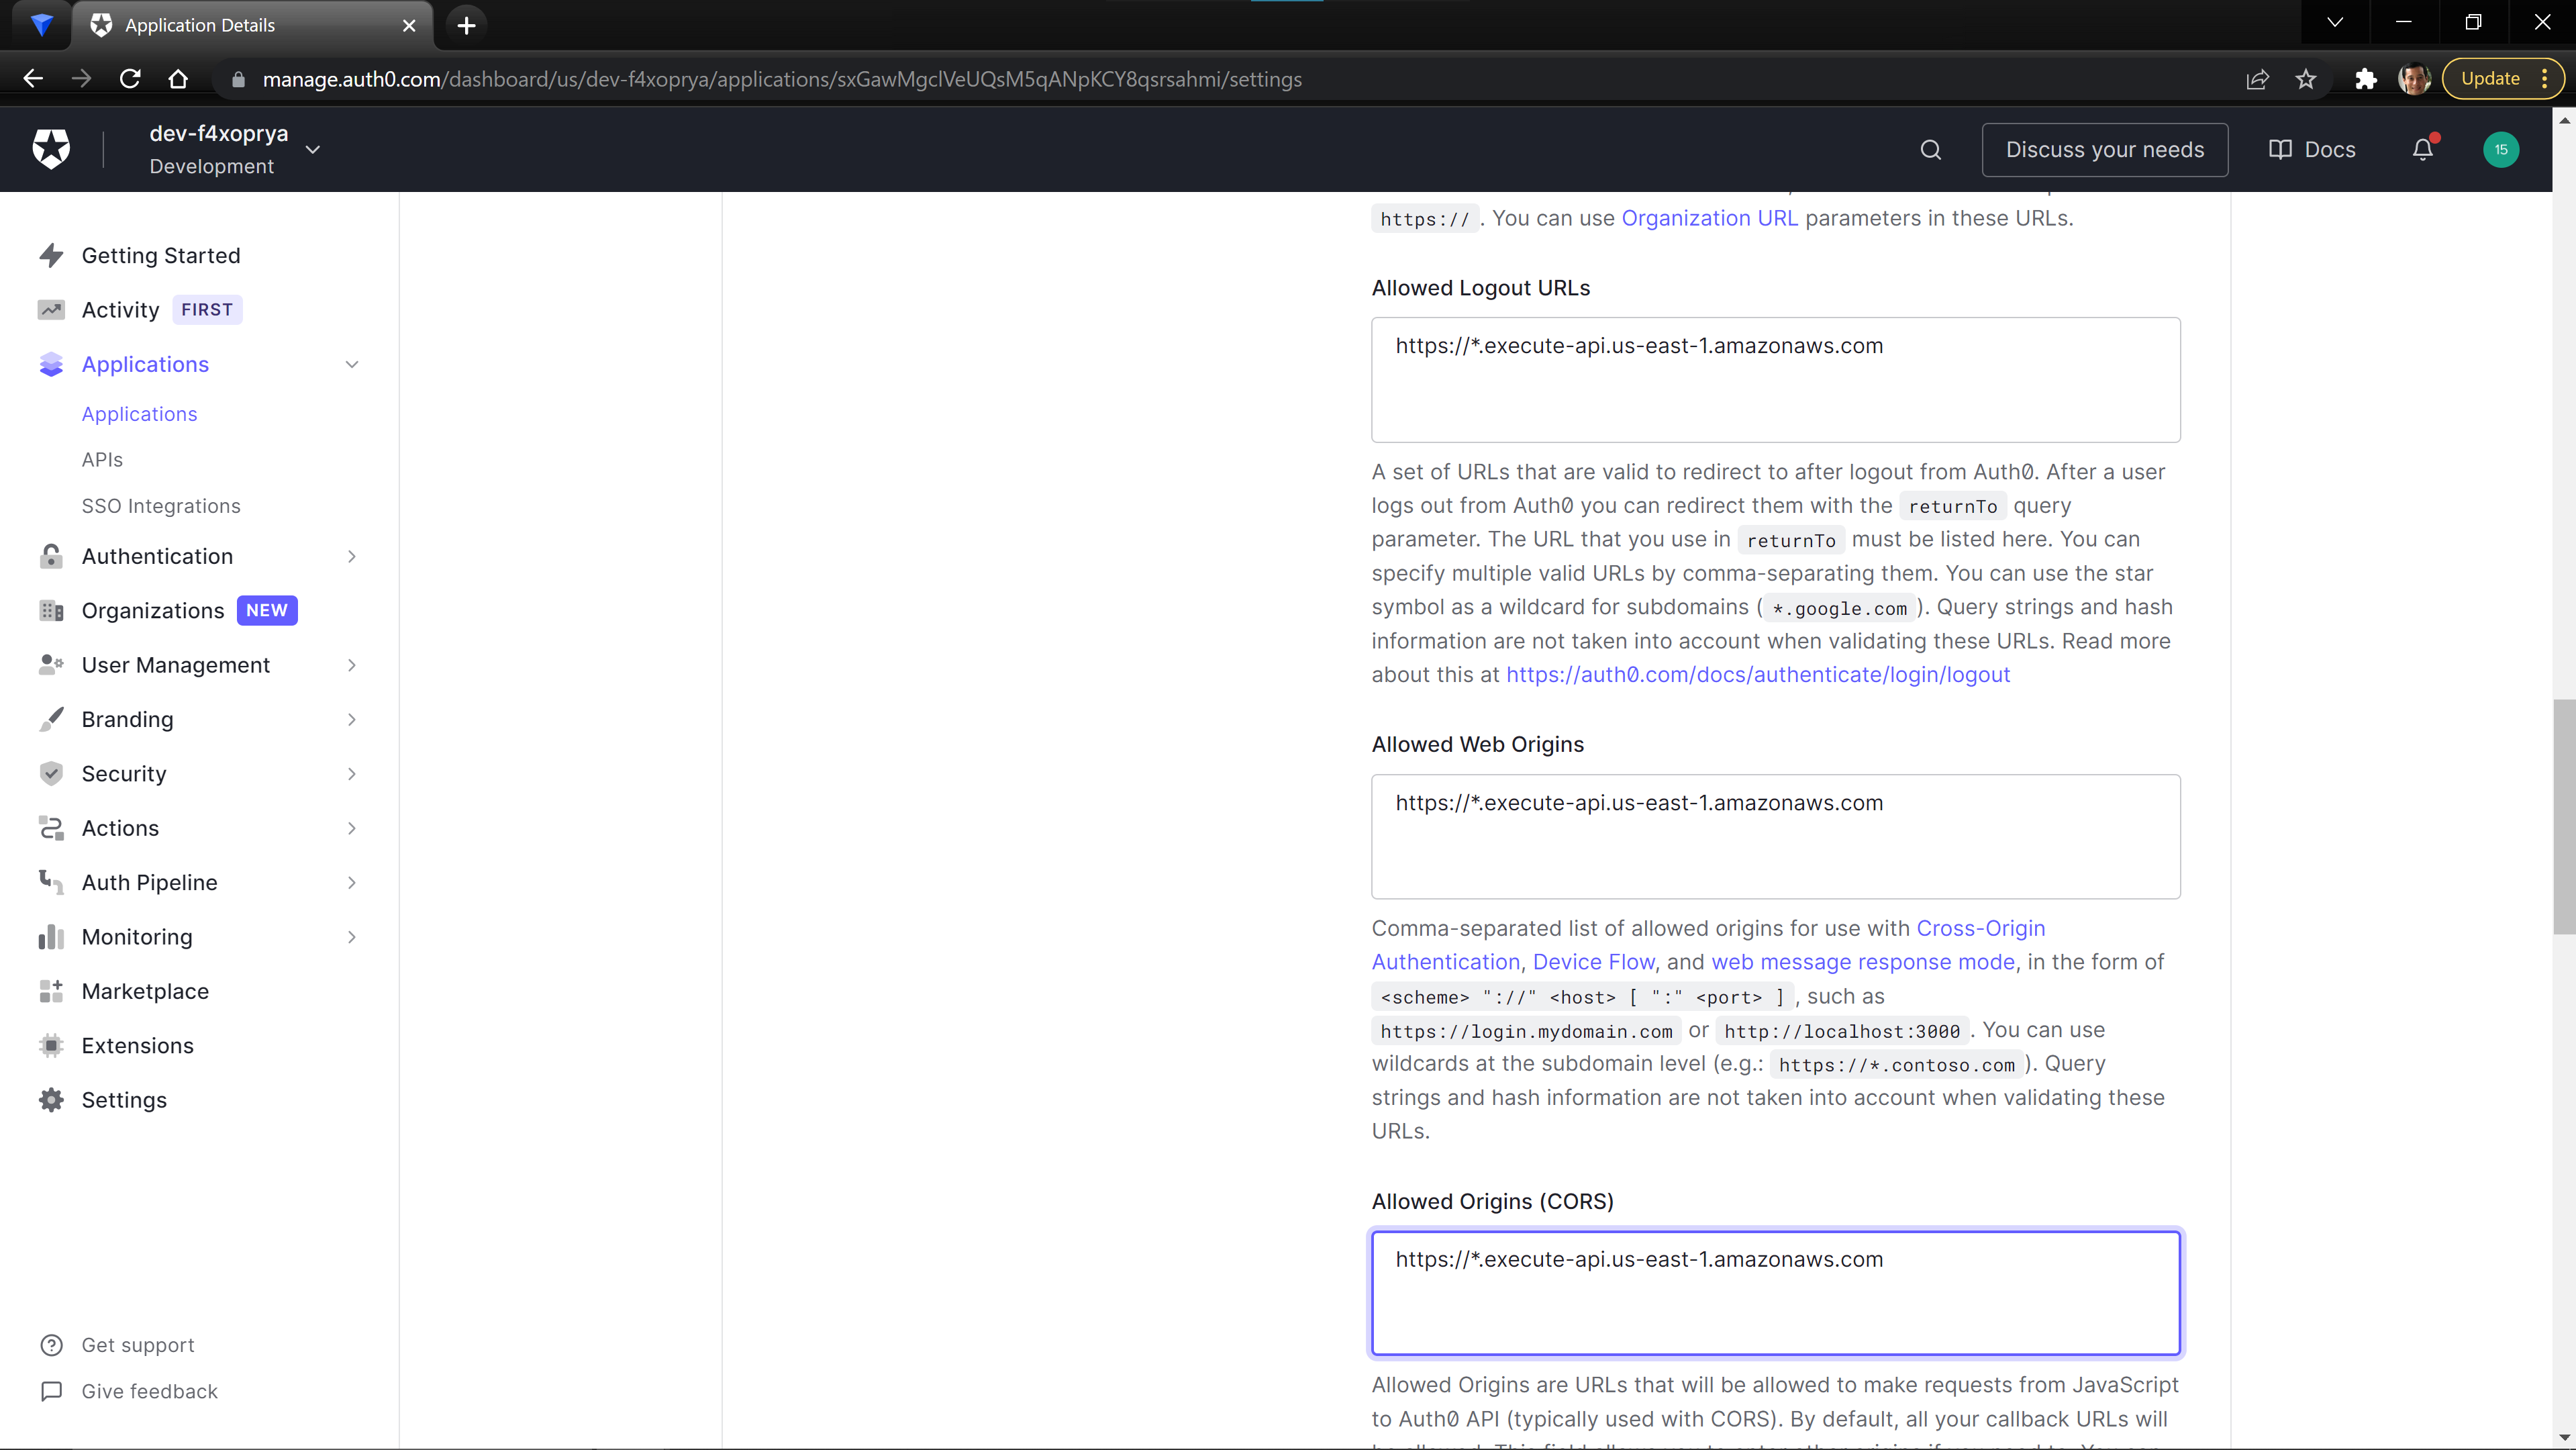 Application Details
manage.auth0.com/dashboard/us/dev-f4xoprya/applications/sxGawMgclVeUQsM5qANpKCY8qsrsahmi/settings
Update
dev-f4xoprya
Development
Discuss your needs
Docs
15
Getting Started
Activity FIRST
Applications
Applications
APIs
SSO Integrations
Authentication
Organizations NEW
User Management
Branding
Security
Actions
Auth Pipeline
Monitoring
Marketplace
Extensions
Settings
Get support
Give feedback
https:// . You can use Organization URL parameters in these URLs.
Allowed Logout URLs
https://*.execute-api.us-east-1.amazonaws.com
A set of URLs that are valid to redirect to after logout from Auth0. After a user
logs out from Auth0 you can redirect them with the returnTo query
parameter. The URL that you use in returnTo must be listed here. You can
specify multiple valid URLs by comma-separating them. You can use the star
symbol as a wildcard for subdomains ( *.google.com ). Query strings and hash
information are not taken into account when validating these URLs. Read more
about this at https://auth0.com/docs/authenticate/login/logout
Allowed Web Origins
https://*.execute-api.us-east-1.amazonaws.com
Comma-separated list of allowed origins for use with Cross-Origin
Authentication, Device Flow, and web message response mode, in the form of
<scheme> "://" <host> [ ":" <port> ] , such as
https://login.mydomain.com or http://localhost:3000 . You can use
wildcards at the subdomain level (e.g.: https://*.contoso.com ). Query
strings and hash information are not taken into account when validating these
URLs.
Allowed Origins (CORS)
https://*.execute-api.us-east-1.amazonaws.com
Allowed Origins are URLs that will be allowed to make requests from JavaScript
to Auth0 API (typically used with CORS). By default, all your callback URLs will